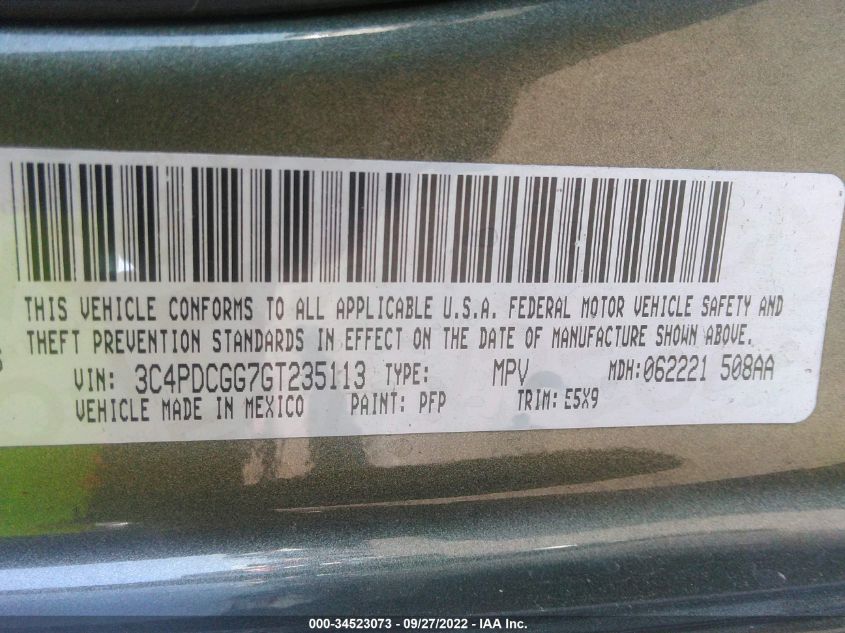 THIS VEHICLE CONFORMS TO ALL APPLICABLE U.S.A. FEDERAL MOTOR VEHICLE SAFETY AND
THEFT PREVENTION STANDARDS IN EFFECT ON THE DATE OF MANUFACTURE SHOWN ABOVE.
VIN: 3C4PDCGG7GT235113 TYPE: MPV MDH:062221 508AA
VEHICLE MADE IN MEXICO PAINT: PFP TRIM: E5X9
000-34523073 - 09/27/2022 - IAA Inc.